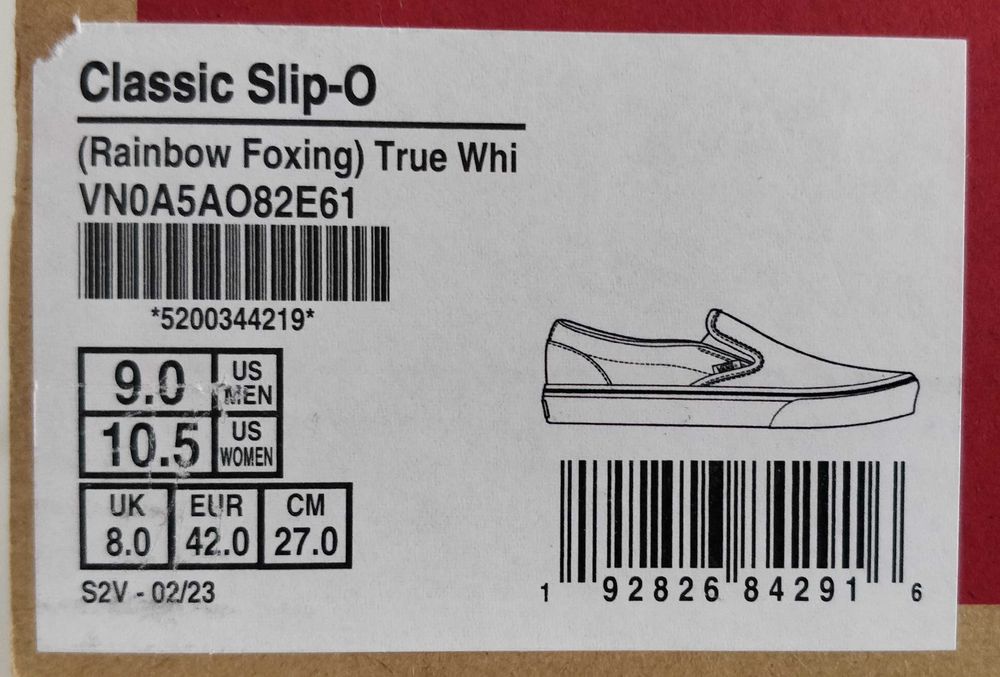 Classic Slip-O
(Rainbow Foxing) True Whi
VN0A5AO82E61
*5200344219*
9.0 US MEN
10.5 US WOMEN
UK EUR CM
8.0 42.0 27.0
S2V - 02/23
VANS
1 92826 84291 6